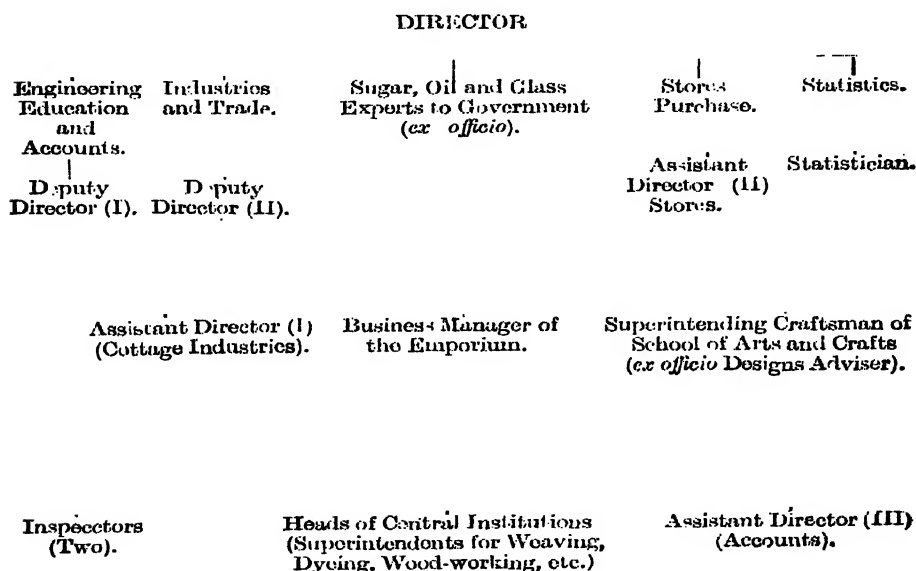 DIRECTOR
Engineering
Education
and
Accounts.
Industries
and Trade.
Sugar, Oil and Glass
Experts to Government
(ex officio).
Stores
Purchase.
Statistics.
Deputy
Director (I).
Deputy
Director (II).
Assistant
Director (II)
Stores.
Statistician.
Assistant Director (I)
(Cottage Industries).
Business Manager of
the Emporium.
Superintending Craftsman of
School of Arts and Crafts
(ex officio Designs Adviser).
Inspecctors
(Two).
Heads of Central Institutions
(Superintendents for Weaving,
Dyeing, Wood-working, etc.)
Assistant Director (III)
(Accounts).